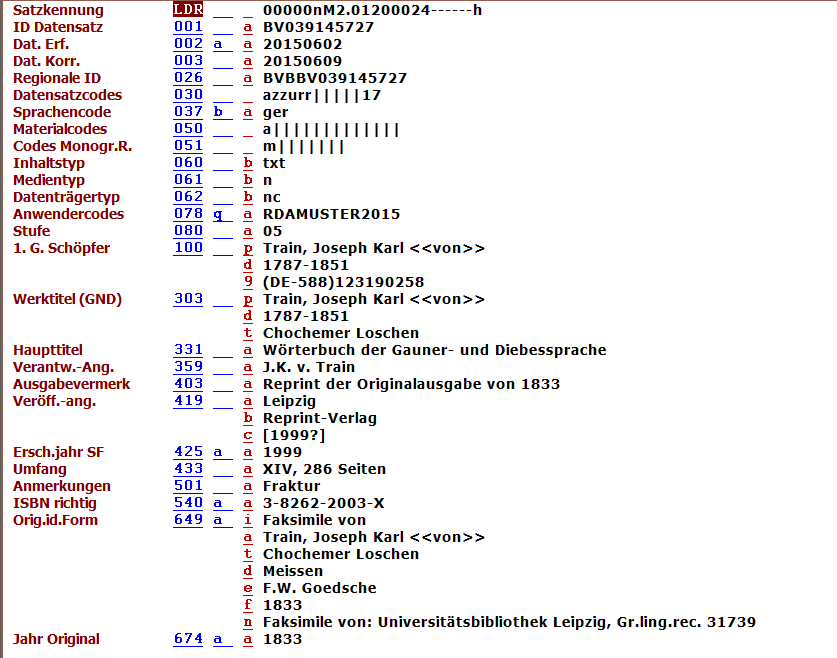 Satzkennung LDR _ _ 00000nM2.01200024------h
ID Datensatz 001 _ a BV039145727
Dat. Erf. 002 a a 20150602
Dat. Korr. 003 _ a 20150609
Regionale ID 026 _ a BVBBV039145727
Datensatzcodes 030 _ _ azzurr|||||17
Sprachencode 037 b a ger
Materialcodes 050 _ _ a|||||||||||||
Codes Monogr.R. 051 _ _ m|||||||
Inhaltstyp 060 _ b txt
Medientyp 061 _ b n
Datenträgertyp 062 _ b nc
Anwendercodes 078 q a RDAMUSTER2015
Stufe 080 _ a 05
1. G. Schöpfer 100 _ p Train, Joseph Karl <<von>>
d 1787-1851
9 (DE-588)123190258
Werktitel (GND) 303 _ p Train, Joseph Karl <<von>>
d 1787-1851
t Chochemer Loschen
Haupttitel 331 _ a Wörterbuch der Gauner- und Diebessprache
Verantw.-Ang. 359 _ a J.K. v. Train
Ausgabevermerk 403 _ a Reprint der Originalausgabe von 1833
Veröff.-ang. 419 _ a Leipzig
b Reprint-Verlag
c [1999?]
Ersch.jahr SF 425 a a 1999
Umfang 433 _ a XIV, 286 Seiten
Anmerkungen 501 _ a Fraktur
ISBN richtig 540 a a 3-8262-2003-X
Orig.id.Form 649 a i Faksimile von
a Train, Joseph Karl <<von>>
t Chochemer Loschen
d Meissen
e F.W. Goedsche
f 1833
n Faksimile von: Universitätsbibliothek Leipzig, Gr.ling.rec. 31739
Jahr Original 674 a a 1833